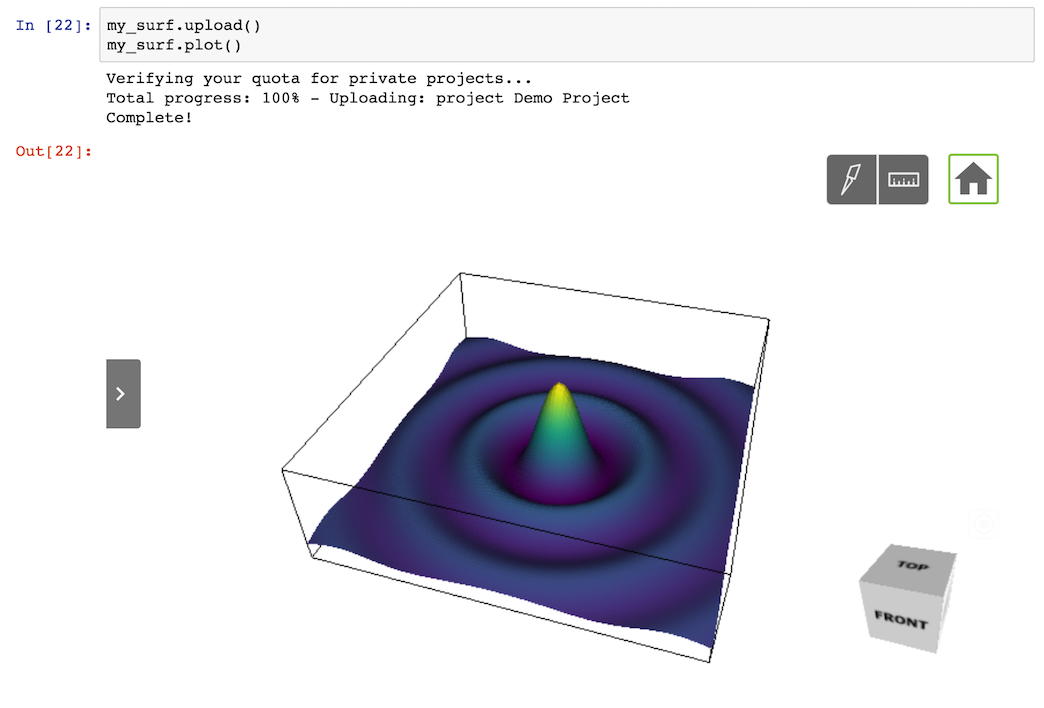 In [22]:
my_surf.upload()
my_surf.plot()
Verifying your quota for private projects...
Total progress: 100% - Uploading: project Demo Project
Complete!
Out[22]:
TOP
FRONT